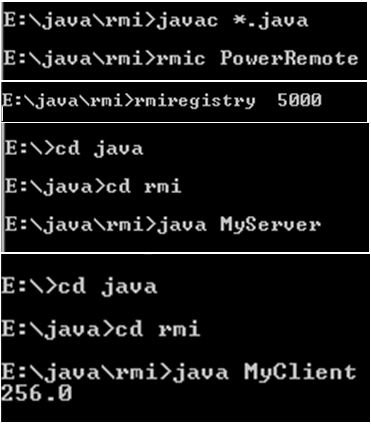 E:\java\rmi>javac *.java
E:\java\rmi>rmic PowerRemote
E:\java\rmi>rmiregistry  5000
E:\>cd java
E:\java>cd rmi
E:\java\rmi>java MyServer
E:\>cd java
E:\java>cd rmi
E:\java\rmi>java MyClient
256.0